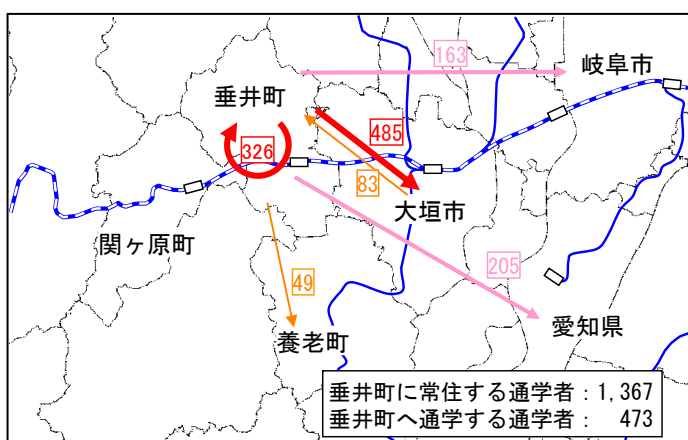 163
岐阜市
垂井町
485
326
83
大垣市
関ヶ原町
205
49
愛知県
養老町
垂井町に常住する通学者：1,367
垂井町へ通学する通学者： 473